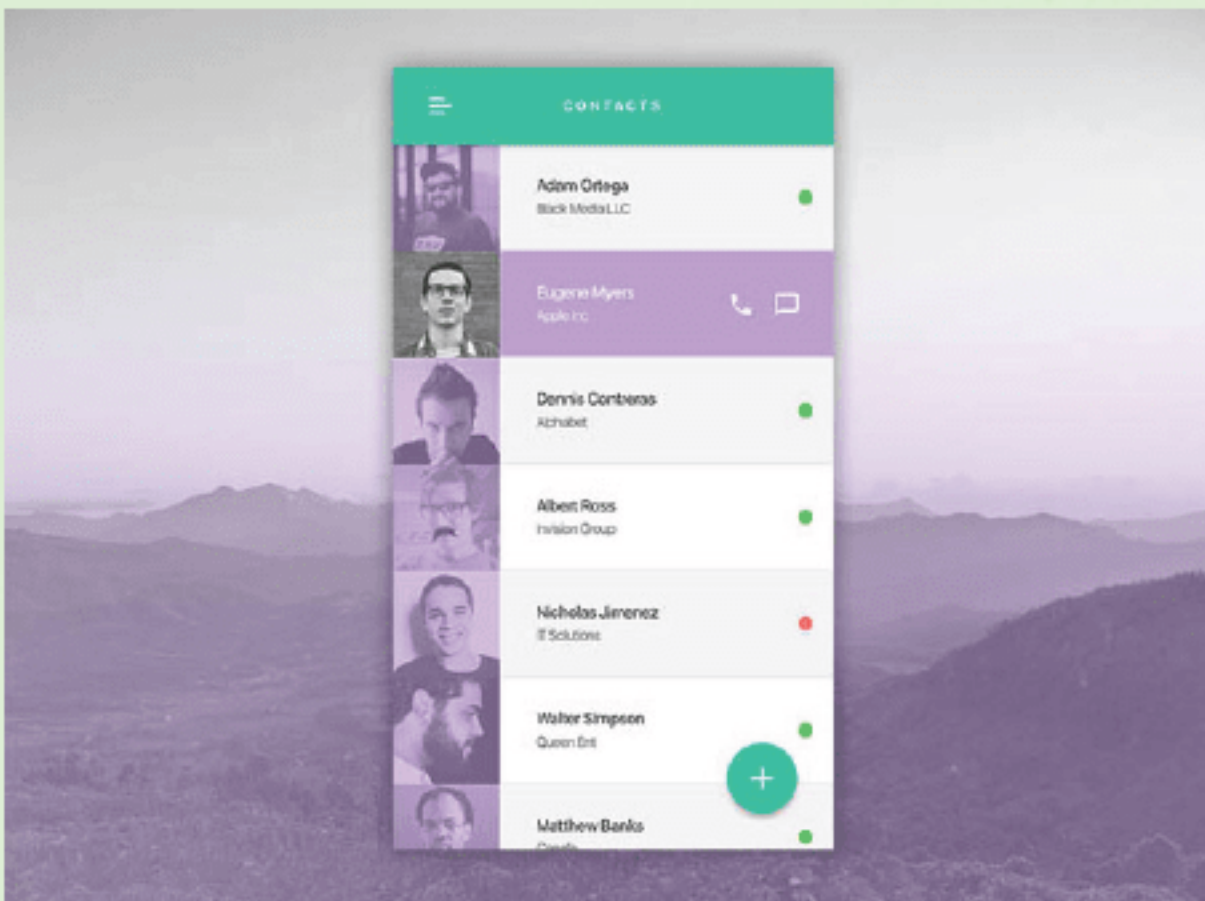 CONTACTS
Adam Ortega
Black Media LLC
Eugene Myers
Apple Inc
Dennis Contreras
Alphabet
Albert Ross
Invision Group
Nicholas Jimenez
IT Solutions
Walter Simpson
Queen Ent
Matthew Banks